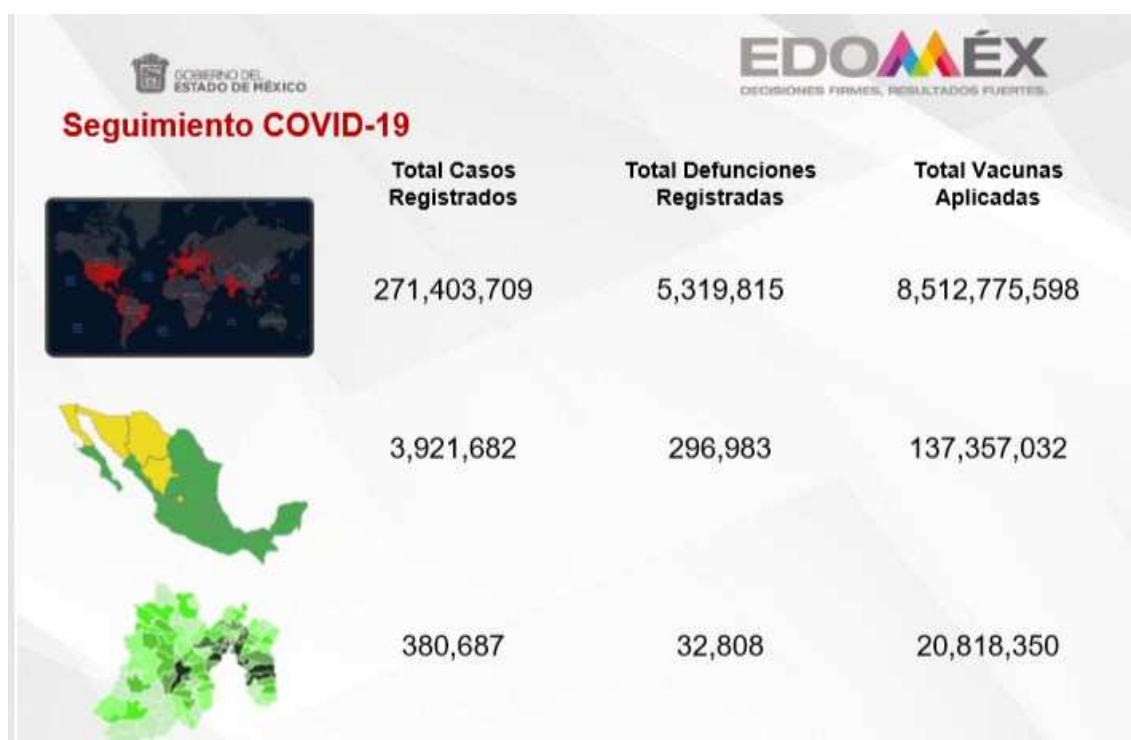 GOBIERNO DEL
ESTADO DE MÉXICO
EDOMÉX
DECISIONES FIRMES, RESULTADOS FUERTES.
Seguimiento COVID-19
Total Casos
Registrados
Total Defunciones
Registradas
Total Vacunas
Aplicadas
271,403,709 5,319,815 8,512,775,598
3,921,682 296,983 137,357,032
380,687 32,808 20,818,350